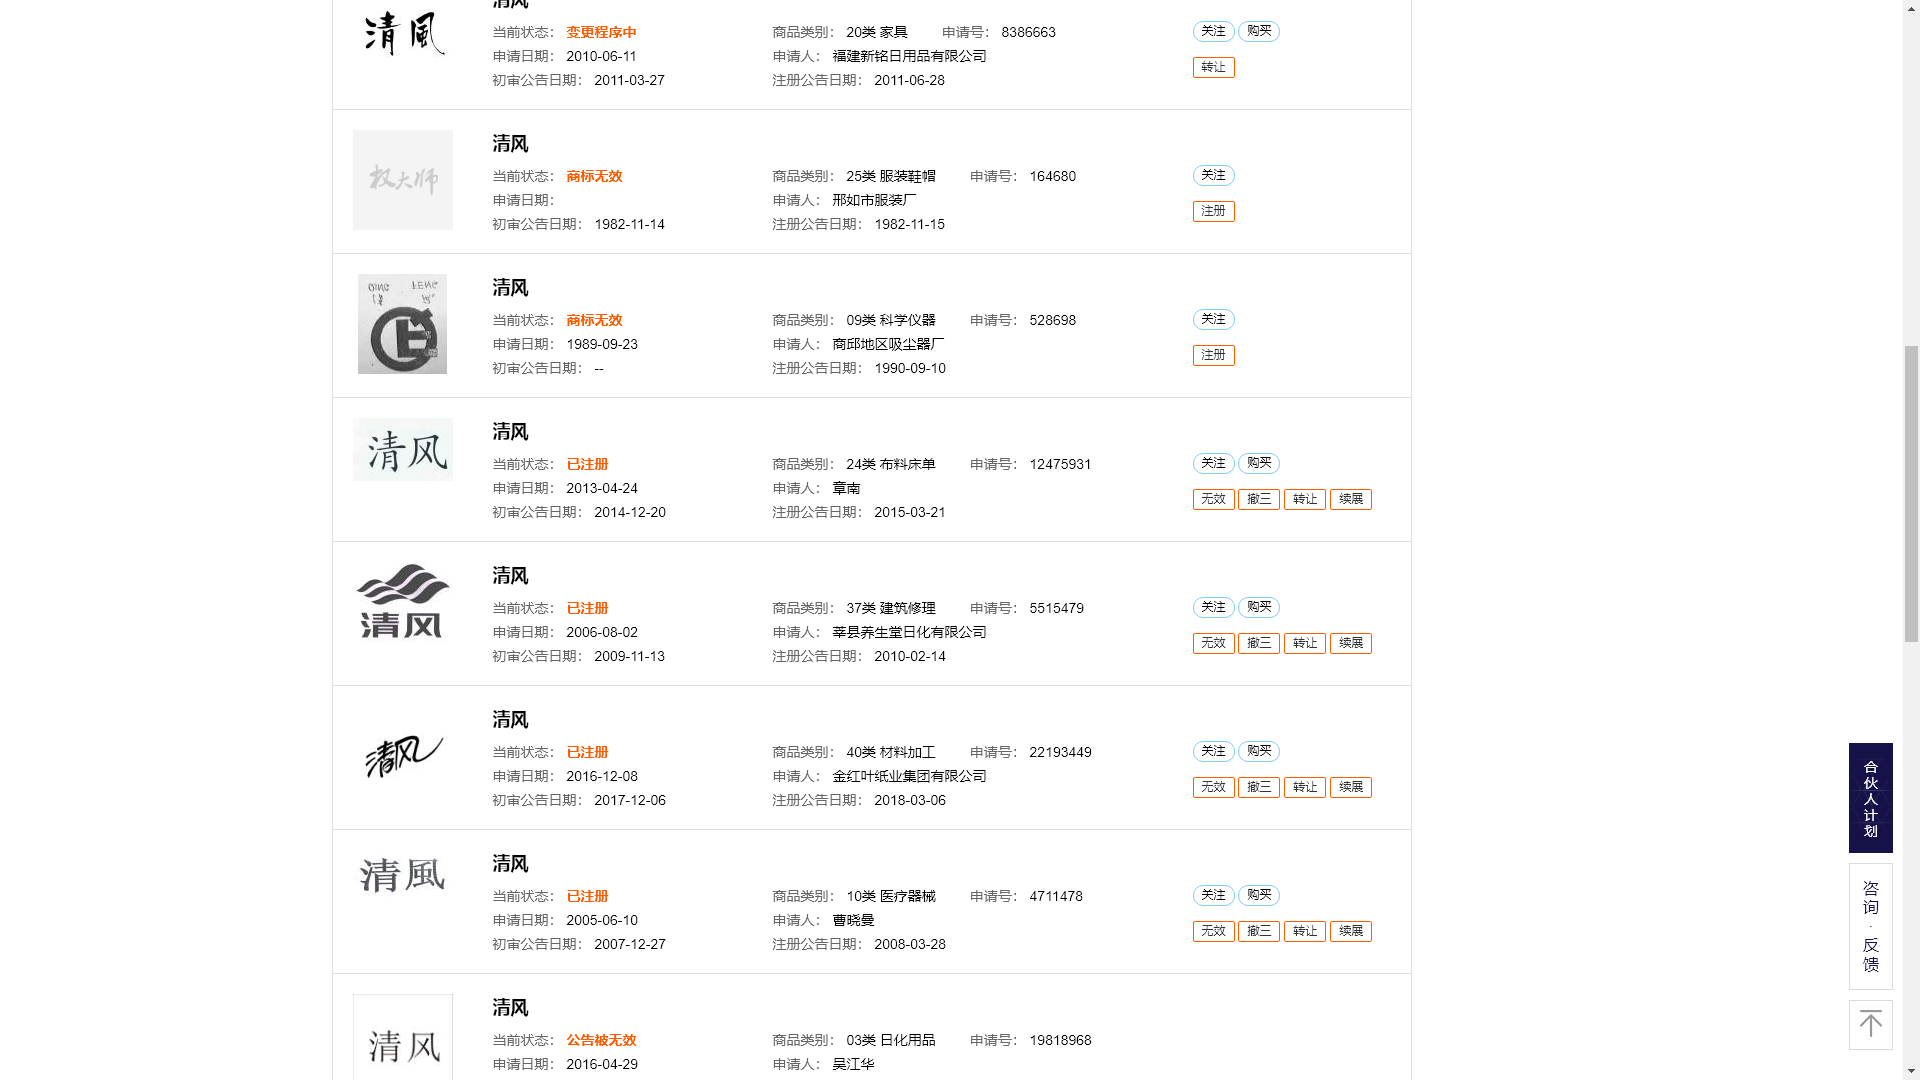 清风
清風
当前状态： 变更程序中
商品类别： 20类 家具 申请号： 8386663
关注 购买
申请日期： 2010-06-11
申请人： 福建新铭日用品有限公司
转让
初审公告日期： 2011-03-27
注册公告日期： 2011-06-28
权大师
清风
当前状态： 商标无效
商品类别： 25类 服装鞋帽 申请号： 164680
关注
申请日期：
申请人： 邢如市服装厂
注册
初审公告日期： 1982-11-14
注册公告日期： 1982-11-15
清风
当前状态： 商标无效
商品类别： 09类 科学仪器 申请号： 528698
关注
申请日期： 1989-09-23
申请人： 商邱地区吸尘器厂
注册
初审公告日期： --
注册公告日期： 1990-09-10
清风
清风
当前状态： 已注册
商品类别： 24类 布料床单 申请号： 12475931
关注 购买
申请日期： 2013-04-24
申请人： 章南
无效 撤三 转让 续展
初审公告日期： 2014-12-20
注册公告日期： 2015-03-21
清风
清风
当前状态： 已注册
商品类别： 37类 建筑修理 申请号： 5515479
关注 购买
申请日期： 2006-08-02
申请人： 莘县养生堂日化有限公司
无效 撤三 转让 续展
初审公告日期： 2009-11-13
注册公告日期： 2010-02-14
清风
清风
当前状态： 已注册
商品类别： 40类 材料加工 申请号： 22193449
关注 购买
申请日期： 2016-12-08
申请人： 金红叶纸业集团有限公司
无效 撤三 转让 续展
初审公告日期： 2017-12-06
注册公告日期： 2018-03-06
清風
清风
当前状态： 已注册
商品类别： 10类 医疗器械 申请号： 4711478
关注 购买
申请日期： 2005-06-10
申请人： 曹晓曼
无效 撤三 转让 续展
初审公告日期： 2007-12-27
注册公告日期： 2008-03-28
清风
清风
当前状态： 公告被无效
商品类别： 03类 日化用品 申请号： 19818968
申请日期： 2016-04-29
申请人： 吴江华
合伙人计划
咨询·反馈